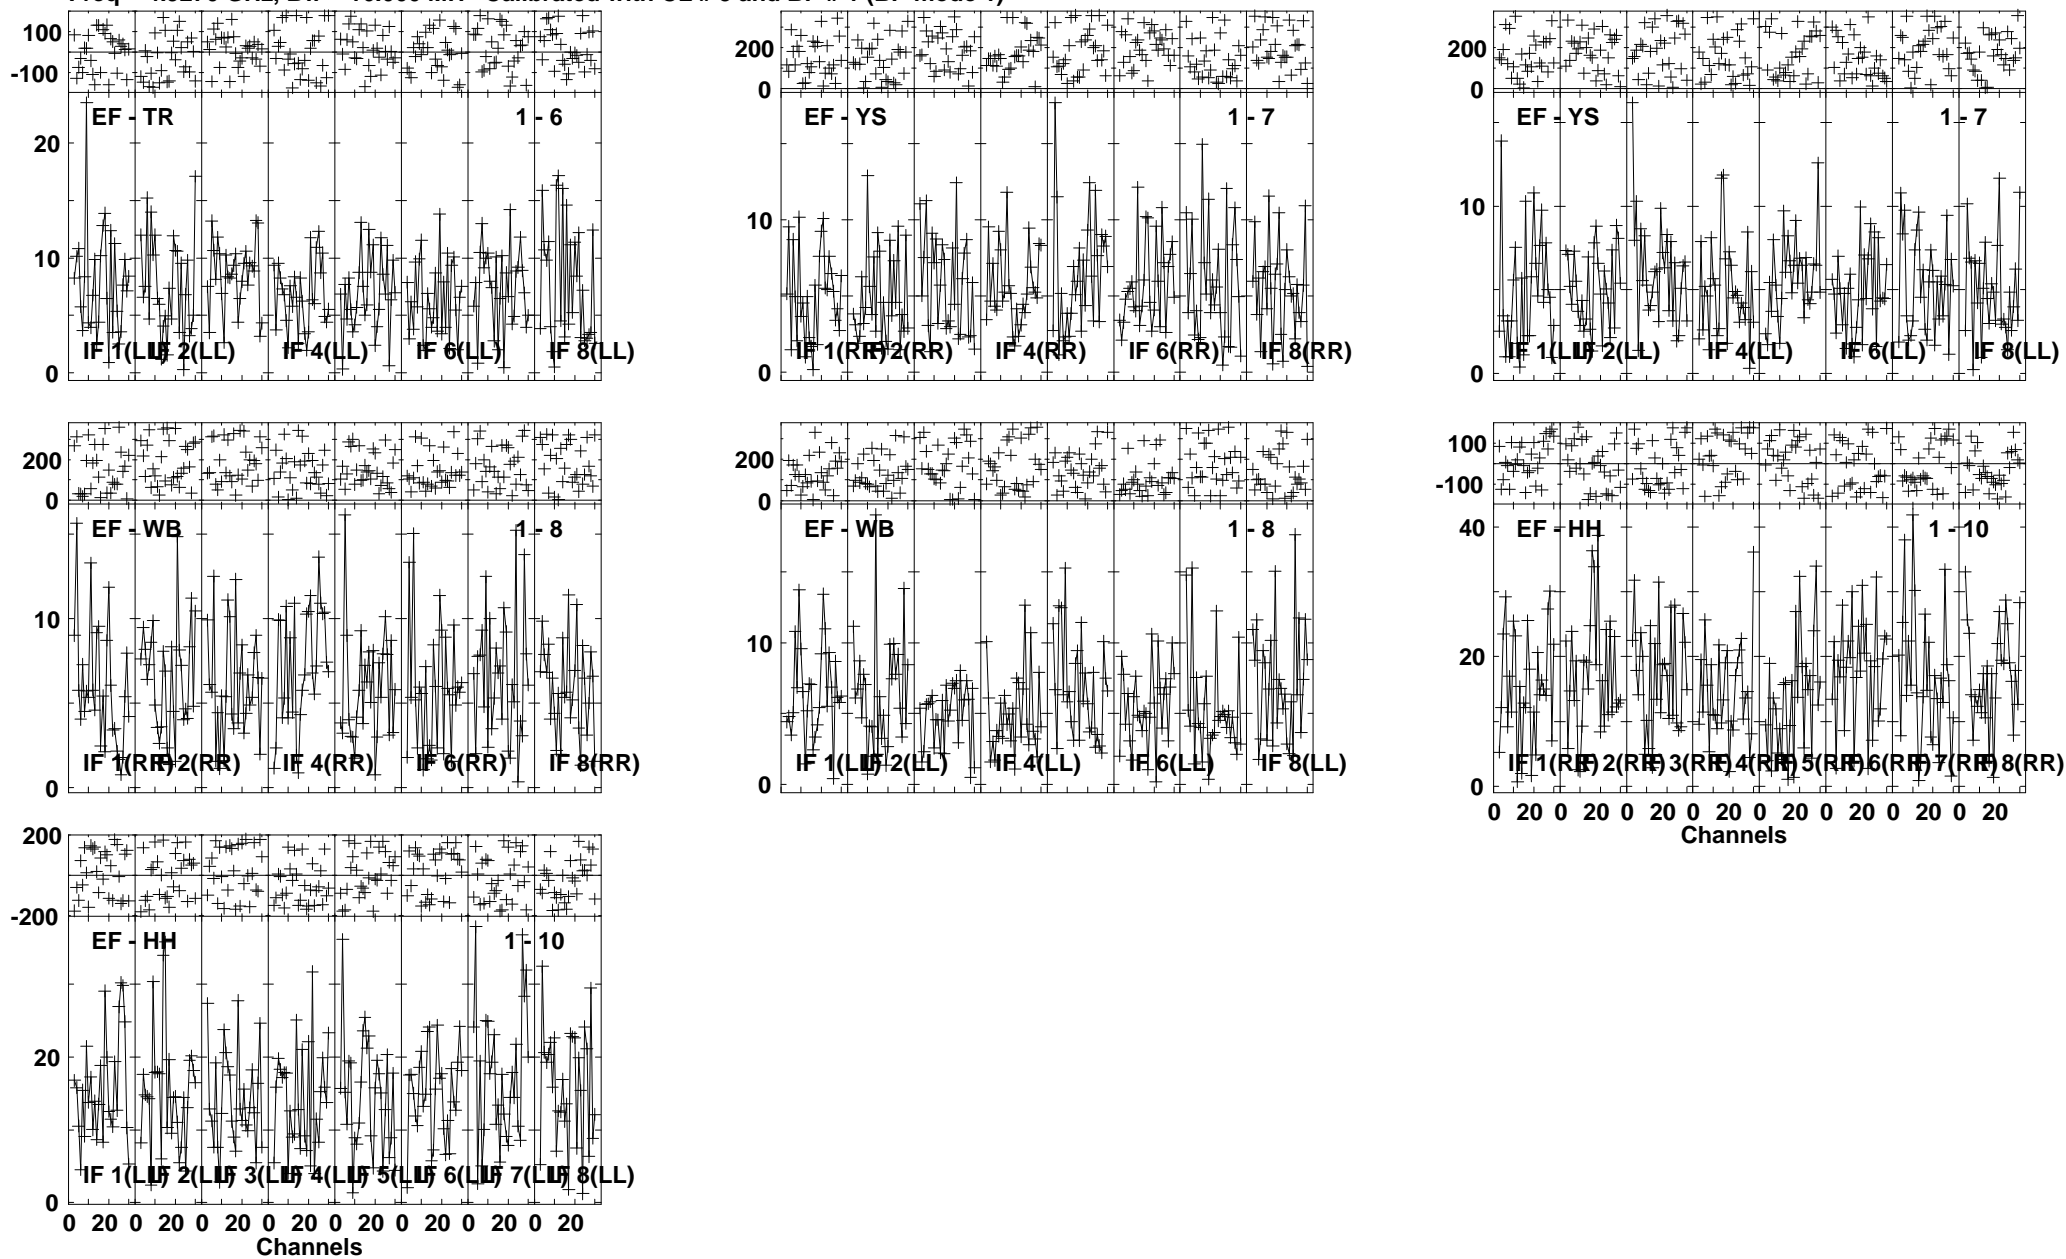 100
-100
EF - TR 1 - 6
20
10
0
IF 1(LL) IF 2(LL) IF 4(LL) IF 6(LL) IF 8(LL)
200
0
EF - YS 1 - 7
10
0
IF 1(RR) IF 2(RR) IF 4(RR) IF 6(RR) IF 8(RR)
200
0
EF - YS 1 - 7
10
0
IF 1(LL) IF 2(LL) IF 4(LL) IF 6(LL) IF 8(LL)
200
0
EF - WB 1 - 8
10
0
IF 1(RR) IF 2(RR) IF 4(RR) IF 6(RR) IF 8(RR)
200
0
EF - WB 1 - 8
10
0
IF 1(LL) IF 2(LL) IF 4(LL) IF 6(LL) IF 8(LL)
100
-100
EF - HH 1 - 10
40
20
0
IF 1(RR) IF 2(RR) IF 3(RR) IF 4(RR) IF 5(RR) IF 6(RR) IF 7(RR) IF 8(RR)
0 20 0 20 0 20 0 20 0 20 0 20 0 20 0 20
Channels
200
-200
EF - HH 1 - 10
20
0
IF 1(LL) IF 2(LL) IF 3(LL) IF 4(LL) IF 5(LL) IF 6(LL) IF 7(LL) IF 8(LL)
0 20 0 20 0 20 0 20 0 20 0 20 0 20 0 20
Channels